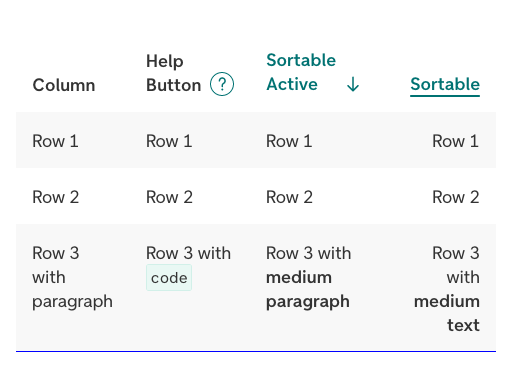 Column Help Button ? Sortable Active ↓ Sortable
Row 1 Row 1 Row 1 Row 1
Row 2 Row 2 Row 2 Row 2
Row 3 with paragraph Row 3 with code Row 3 with medium paragraph Row 3 with medium text